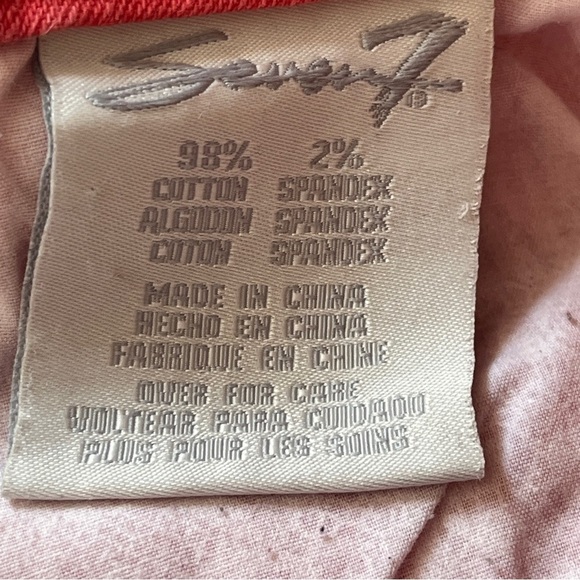 Seven7®
98% 2%
COTTON SPANDEX
ALGODON SPANDEX
COTON SPANDEX
MADE IN CHINA
HECHO EN CHINA
FABRIQUE EN CHINE
OVER FOR CARE
VOLTEAR PARA CUIDADO
PLUS POUR LES SOINS